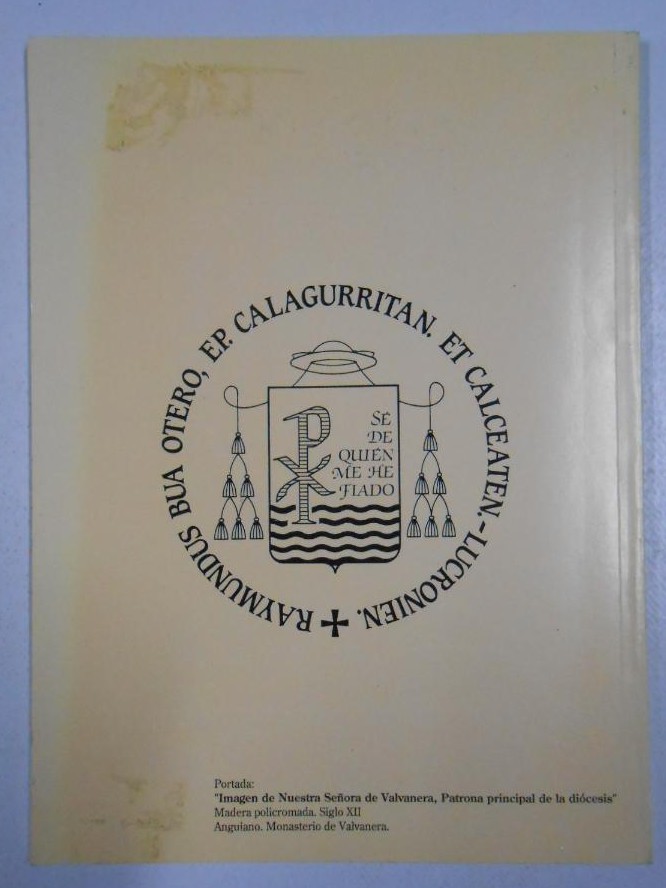 ✝ RAYMUNDUS BUA OTERO, EP. CALAGURRITAN. ET CALCEATEN-LUCRONIEN.
SÉ
DE
QUIÉN
ME HE
FIADO
Portada:
"Imagen de Nuestra Señora de Valvanera, Patrona principal de la diócesis"
Madera policromada. Siglo XII
Anguiano. Monasterio de Valvanera.